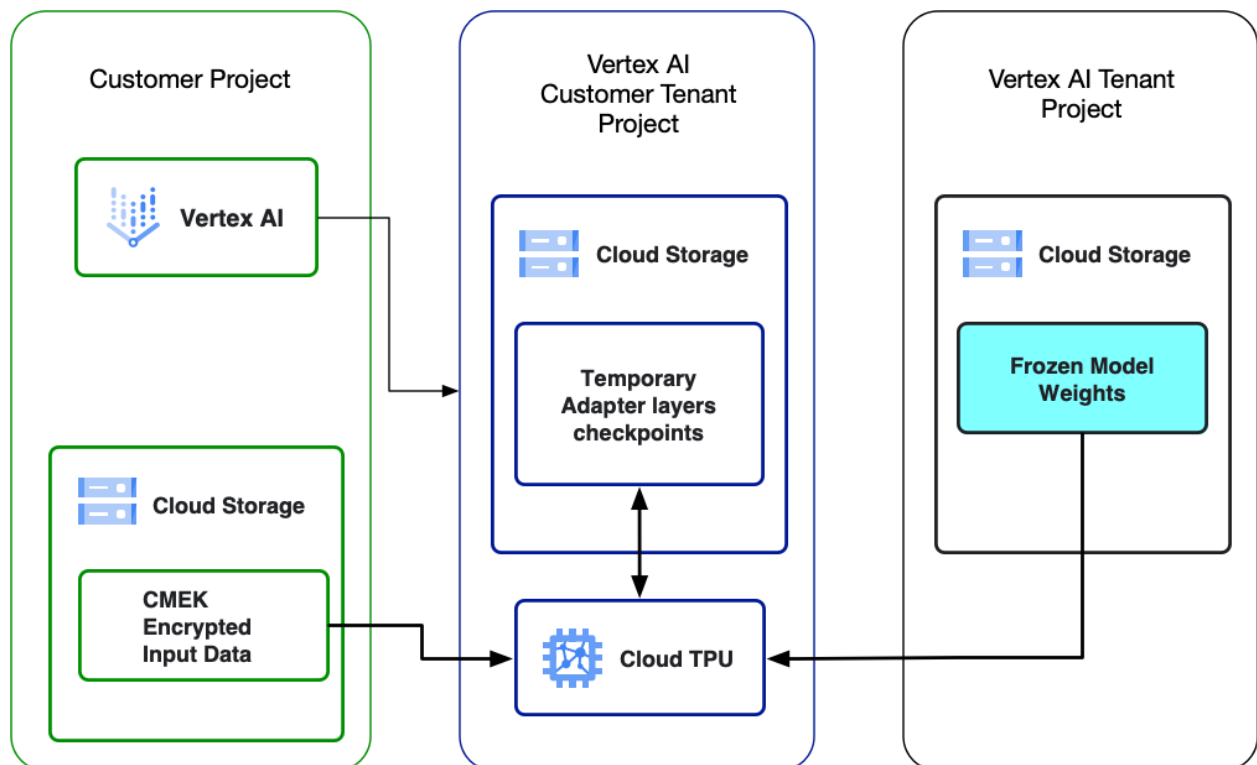 Customer Project
Vertex AI
Cloud Storage
CMEK
Encrypted
Input Data
Vertex AI
Customer Tenant
Project
Cloud Storage
Temporary
Adapter layers
checkpoints
Cloud TPU
Vertex AI Tenant
Project
Cloud Storage
Frozen Model
Weights